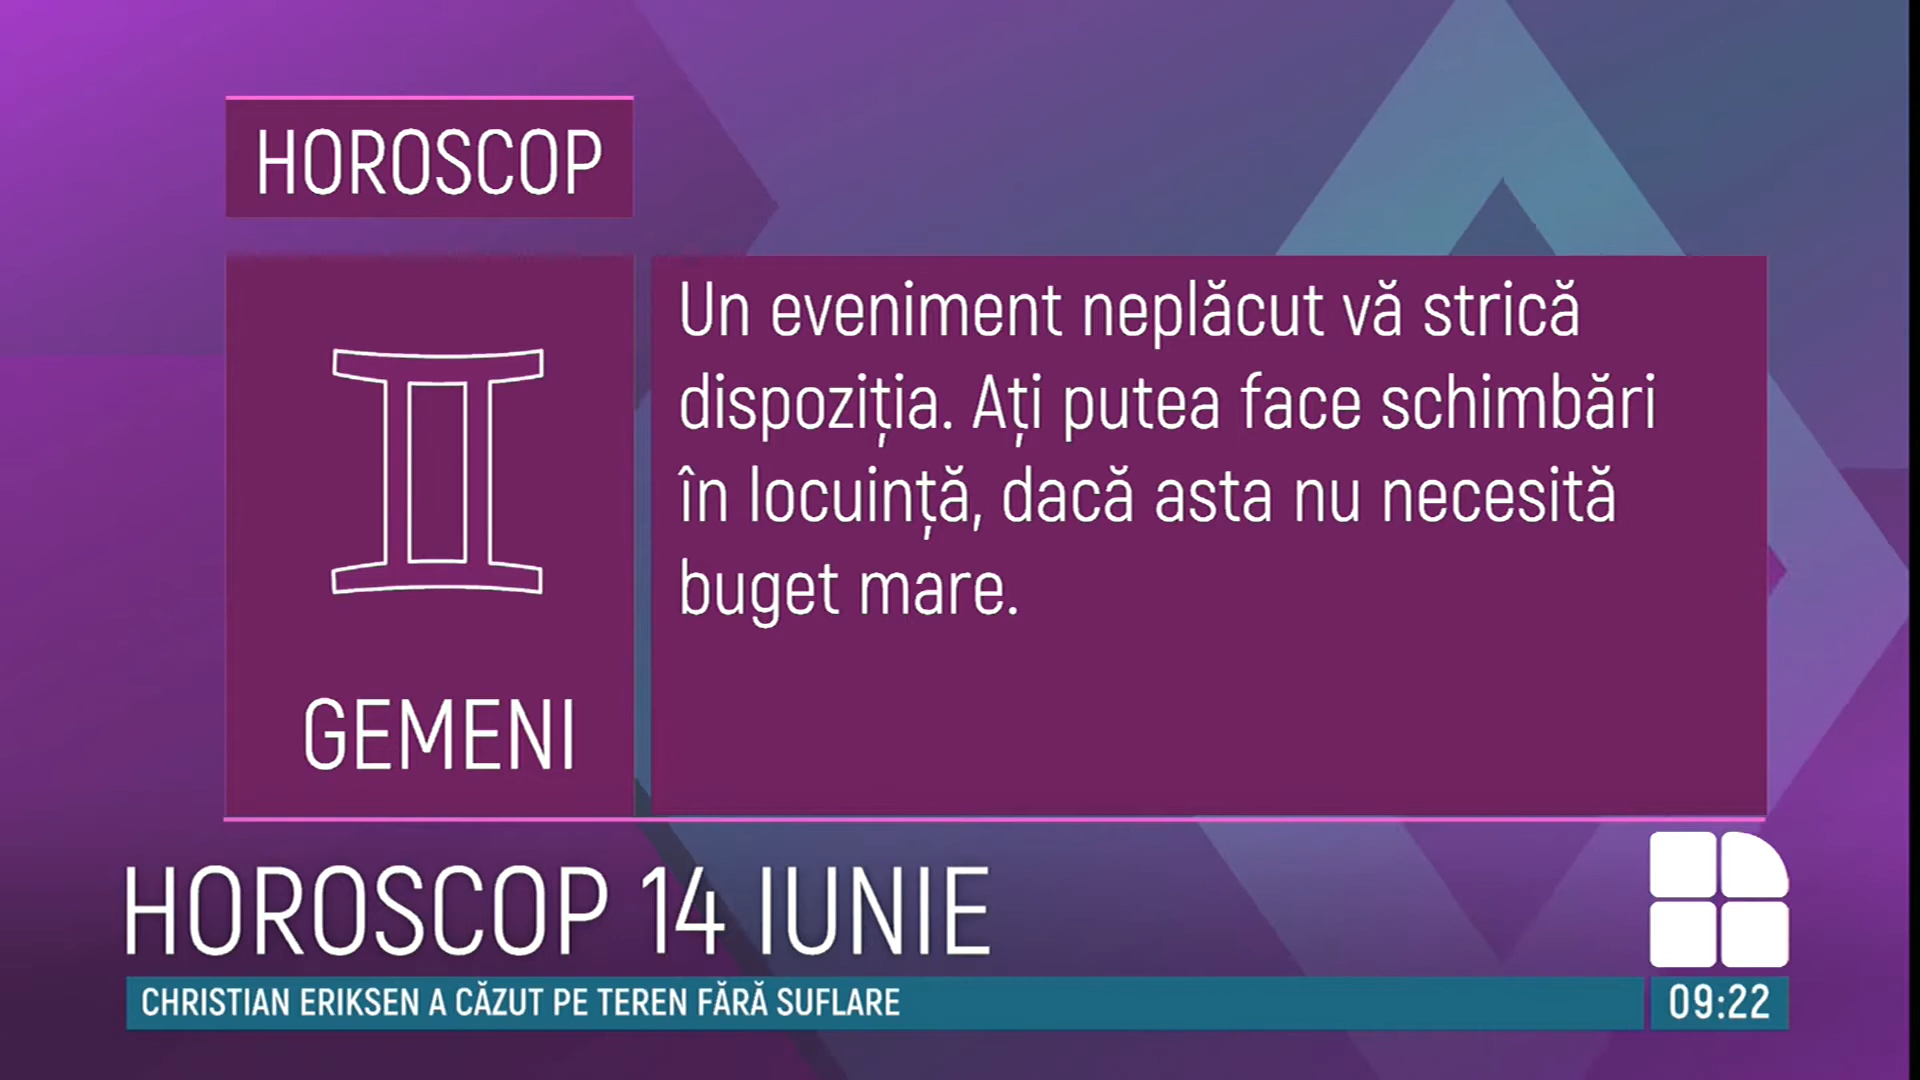 HOROSCOP
GEMENI
Un eveniment neplăcut vă strică
dispoziția. Ați putea face schimbări
în locuință, dacă asta nu necesită
buget mare.
HOROSCOP 14 IUNIE
CHRISTIAN ERIKSEN A CĂZUT PE TEREN FĂRĂ SUFLARE
09:22